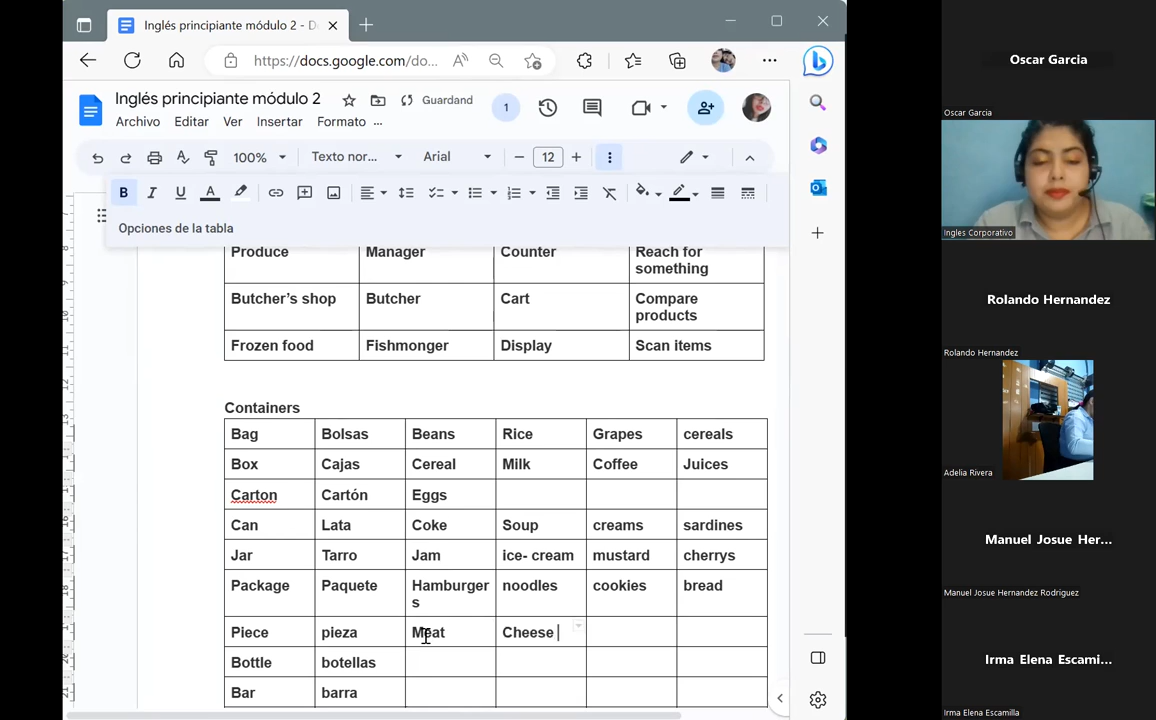 Inglés principiante módulo 2 - D
https://docs.google.com/do...
Inglés principiante módulo 2
Guardand
1
Archivo Editar Ver Insertar Formato ...
100% Texto nor... Arial 12
Opciones de la tabla
Produce Manager Counter Reach for something
Butcher’s shop Butcher Cart Compare products
Frozen food Fishmonger Display Scan items
Containers
Bag Bolsas Beans Rice Grapes cereals
Box Cajas Cereal Milk Coffee Juices
Carton Cartón Eggs
Can Lata Coke Soup creams sardines
Jar Tarro Jam ice- cream mustard cherrys
Package Paquete Hamburgers noodles cookies bread
Piece pieza Meat Cheese
Bottle botellas
Bar barra
Oscar Garcia
Oscar Garcia
Ingles Corporativo
Rolando Hernandez
Rolando Hernandez
Adelia Rivera
Manuel Josue Her...
Manuel Josue Hernandez Rodriguez
Irma Elena Escami...
Irma Elena Escamilla